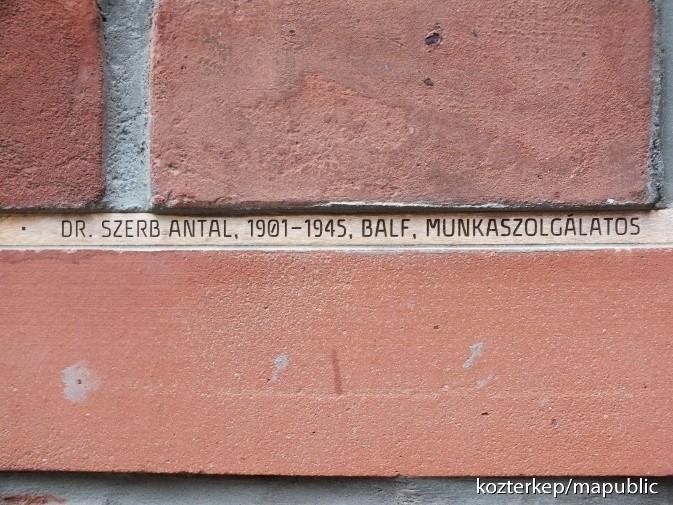 · DR. SZERB ANTAL, 1901–1945, BALF, MUNKASZOLGÁLATOS
kozterkep/mapublic